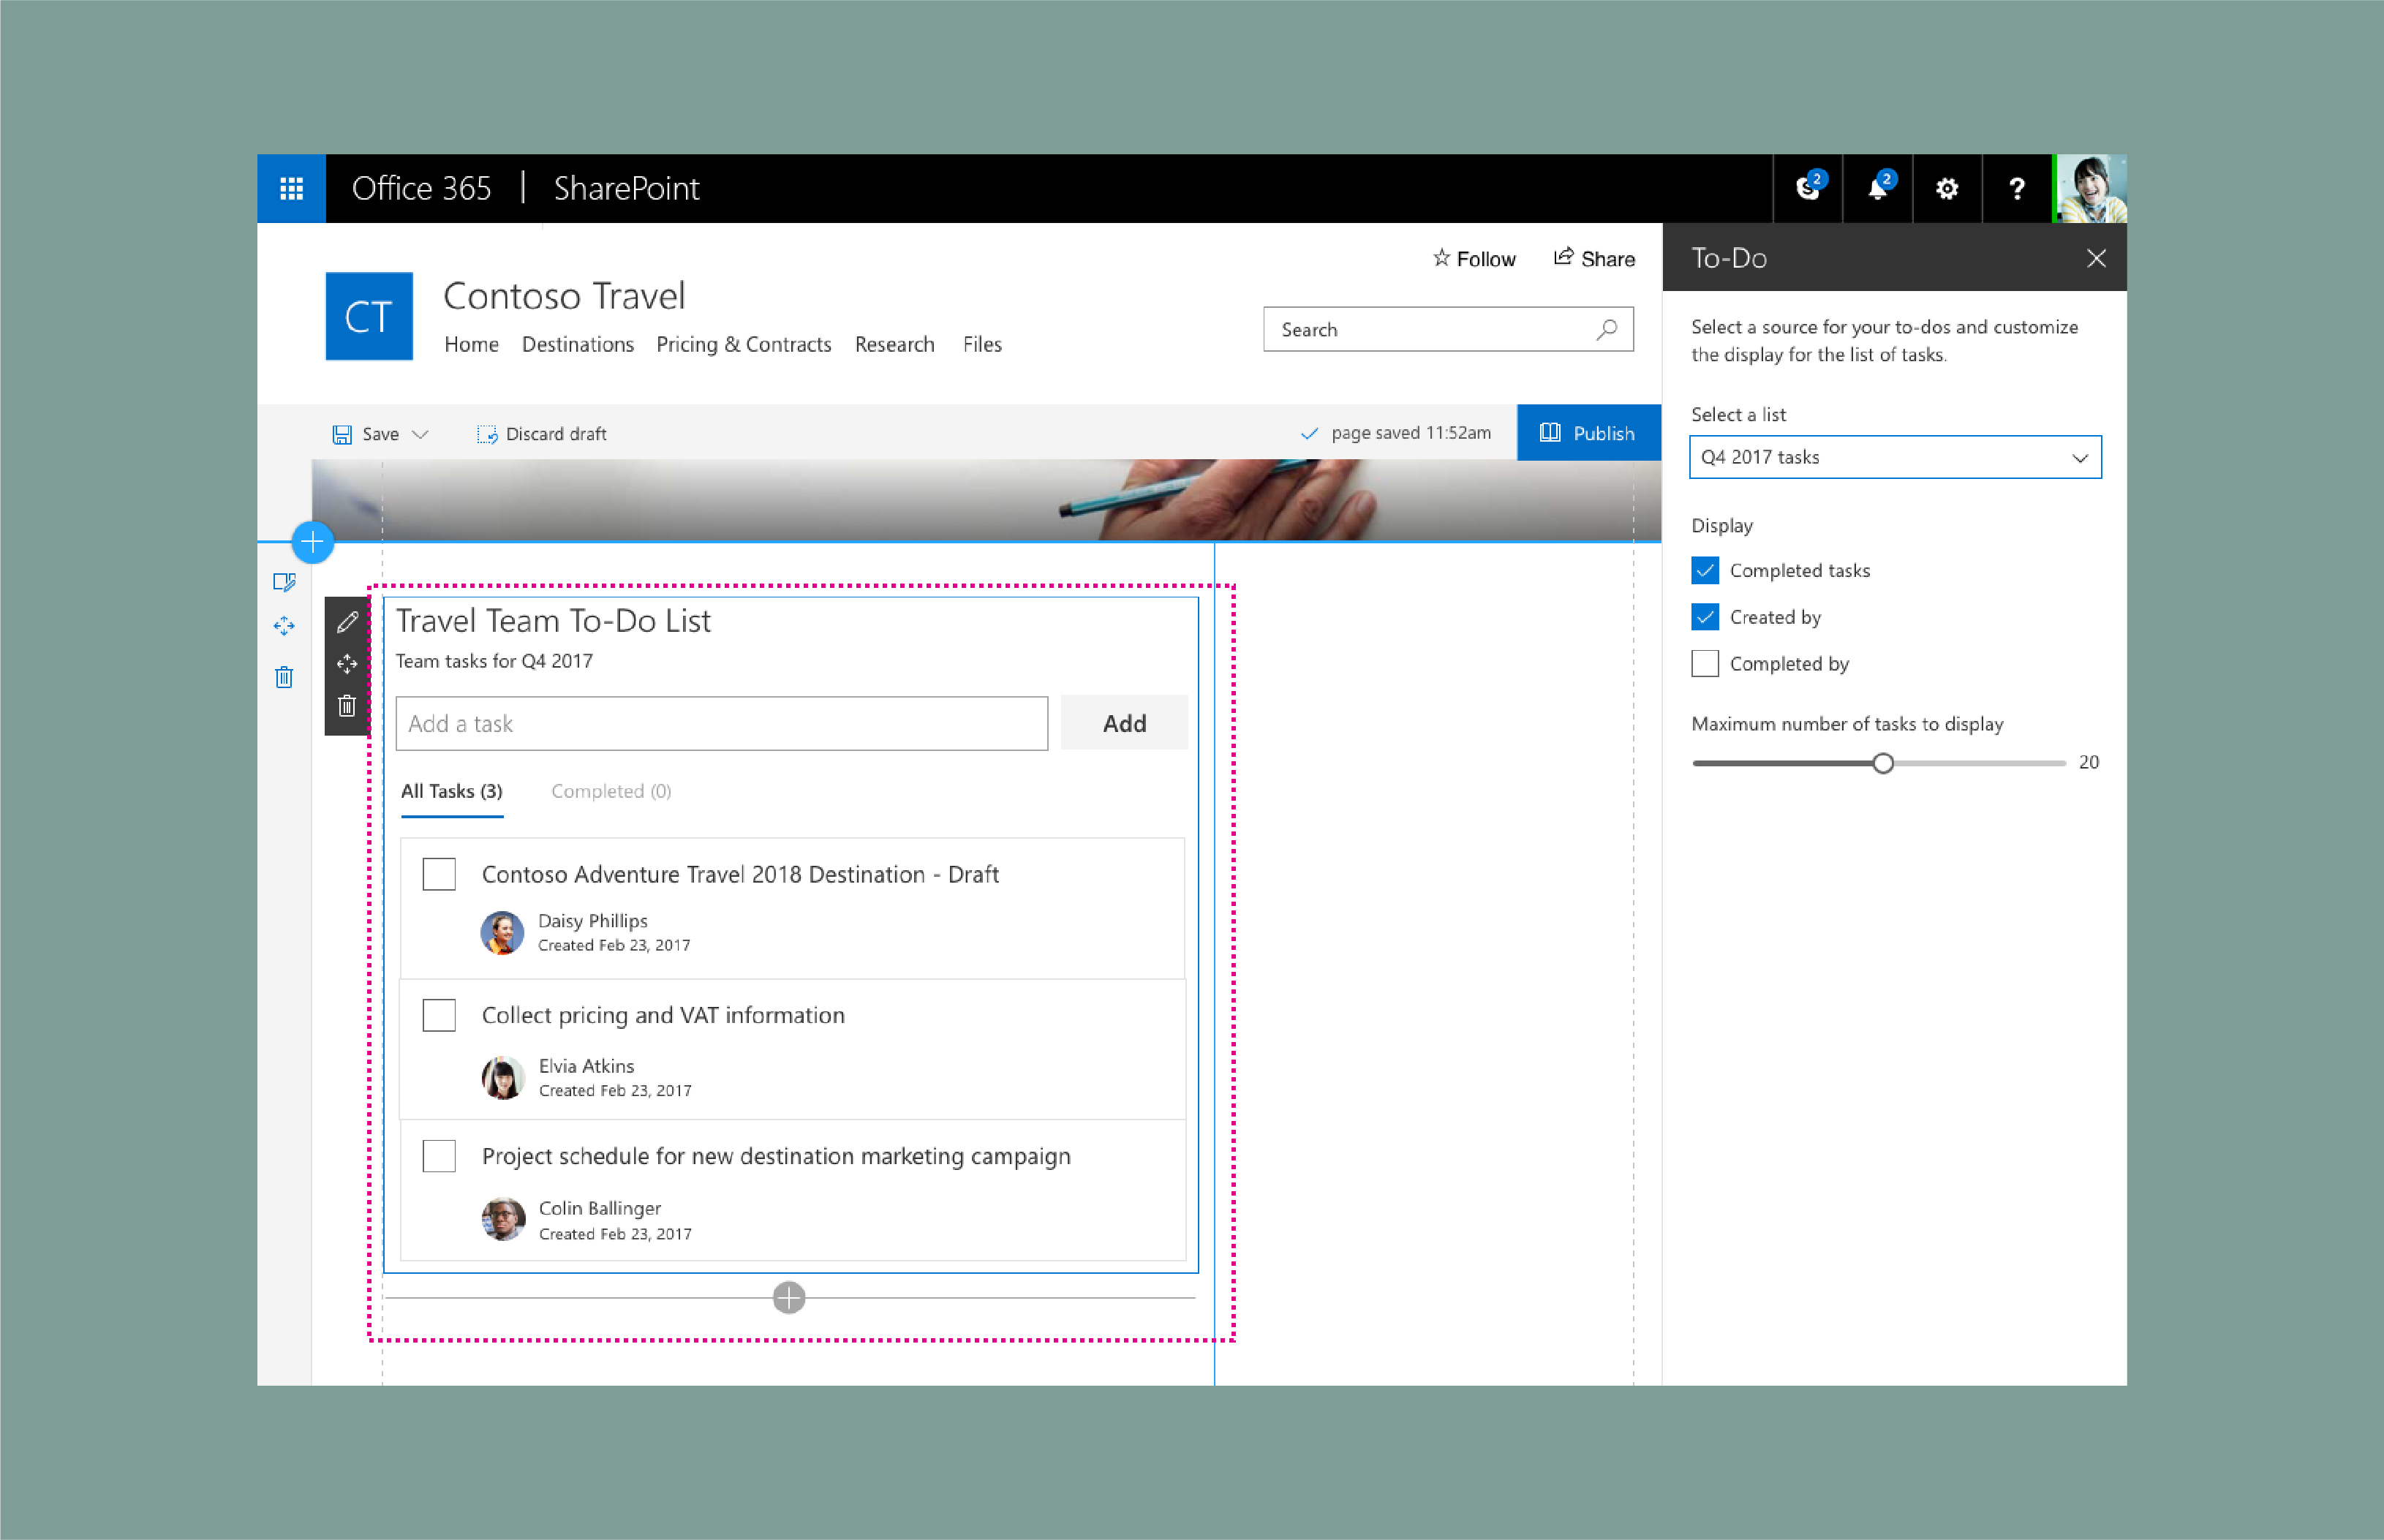 Office 365 | SharePoint
2
2
?
Follow
Share
To-Do
CT
Contoso Travel
Home Destinations Pricing & Contracts Research Files
Search
Select a source for your to-dos and customize
the display for the list of tasks.
Save
Discard draft
page saved 11:52am
Publish
Select a list
Q4 2017 tasks
Display
Completed tasks
Created by
Completed by
Maximum number of tasks to display
20
Travel Team To-Do List
Team tasks for Q4 2017
Add a task
Add
All Tasks (3)
Completed (0)
Contoso Adventure Travel 2018 Destination - Draft
Daisy Phillips
Created Feb 23, 2017
Collect pricing and VAT information
Elvia Atkins
Created Feb 23, 2017
Project schedule for new destination marketing campaign
Colin Ballinger
Created Feb 23, 2017